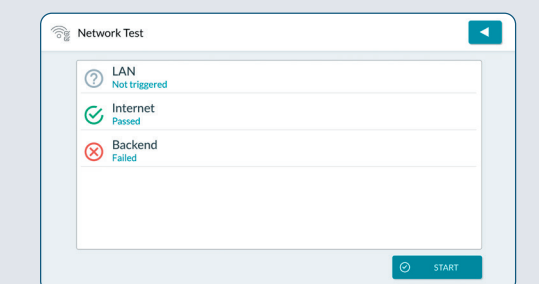 Network Test
LAN
Not triggered
Internet
Passed
Backend
Failed
START